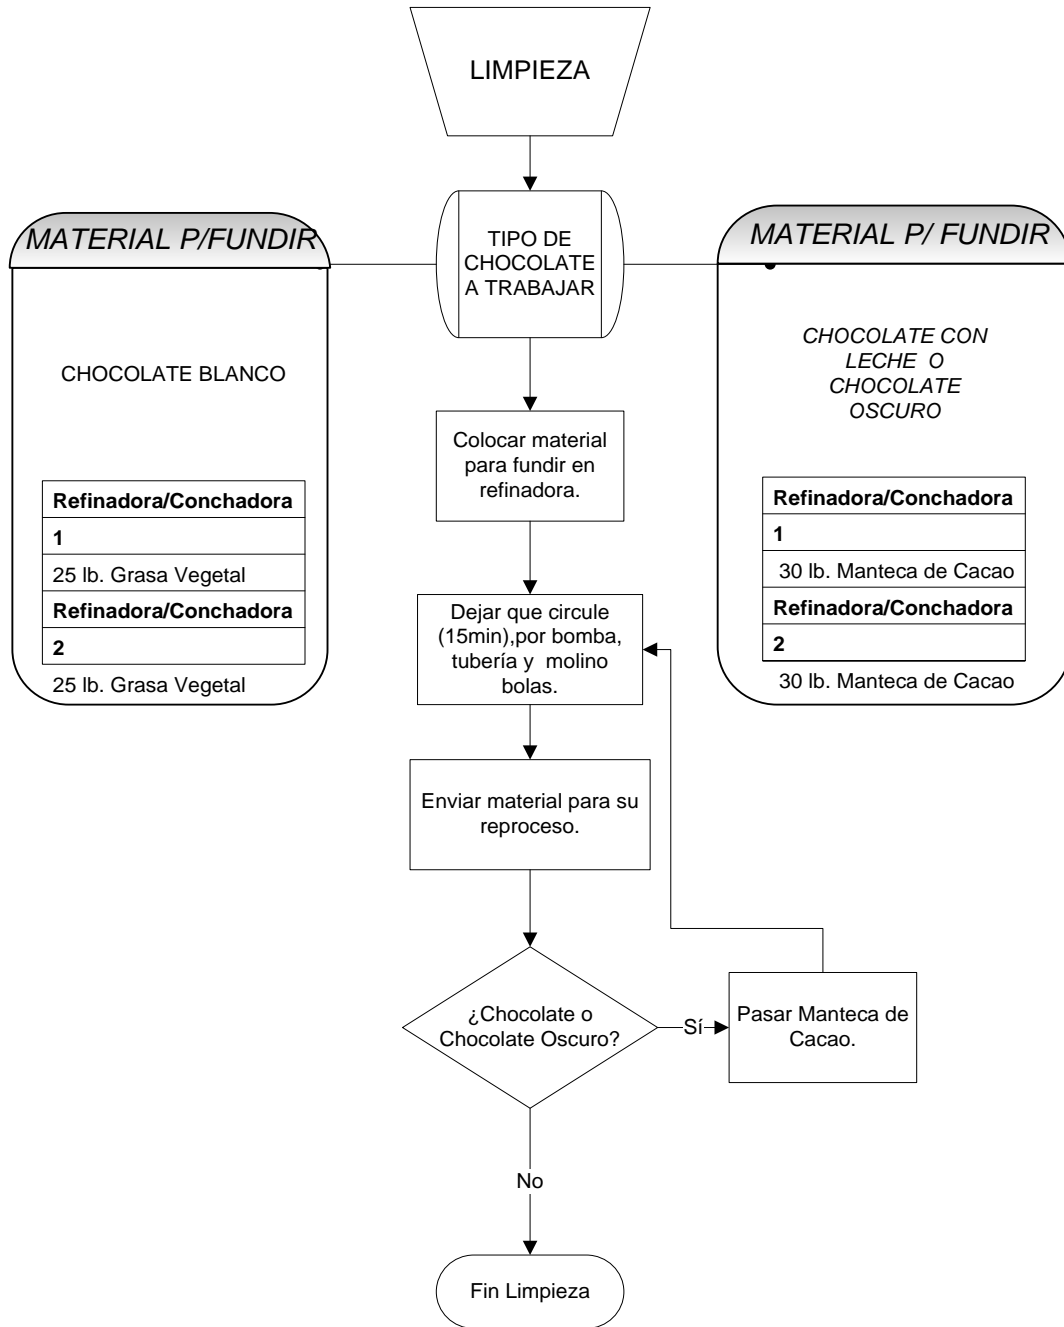 LIMPIEZA
TIPO DE
CHOCOLATE
A TRABAJAR
MATERIAL P/FUNDIR
CHOCOLATE BLANCO
Refinadora/Conchadora
1
25 lb. Grasa Vegetal
Refinadora/Conchadora
2
25 lb. Grasa Vegetal
MATERIAL P/ FUNDIR
CHOCOLATE CON
LECHE O
CHOCOLATE
OSCURO
Refinadora/Conchadora
1
30 lb. Manteca de Cacao
Refinadora/Conchadora
2
30 lb. Manteca de Cacao
Colocar material
para fundir en
refinadora.
Dejar que circule
(15min),por bomba,
tubería y molino
bolas.
Enviar material para su
reproceso.
¿Chocolate o
Chocolate Oscuro?
Sí
Pasar Manteca de
Cacao.
No
Fin Limpieza